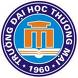 TRƯỜNG ĐẠI HỌC THƯƠNG MẠI
• 1960 •